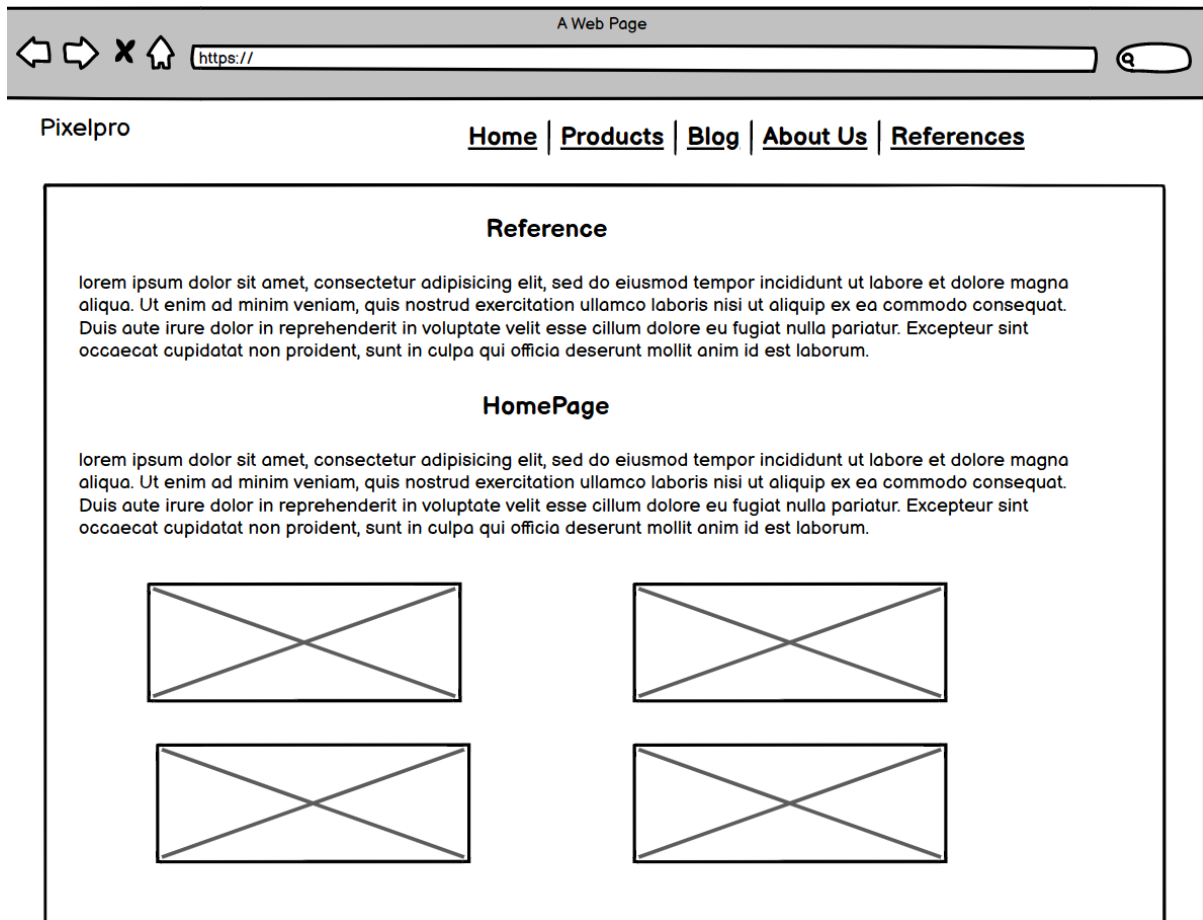 A Web Page
https://
Pixelpro
Home | Products | Blog | About Us | References
Reference
lorem ipsum dolor sit amet, consectetur adipisicing elit, sed do eiusmod tempor incididunt ut labore et dolore magna
aliqua. Ut enim ad minim veniam, quis nostrud exercitation ullamco laboris nisi ut aliquip ex ea commodo consequat.
Duis aute irure dolor in reprehenderit in voluptate velit esse cillum dolore eu fugiat nulla pariatur. Excepteur sint
occaecat cupidatat non proident, sunt in culpa qui officia deserunt mollit anim id est laborum.
HomePage
lorem ipsum dolor sit amet, consectetur adipisicing elit, sed do eiusmod tempor incididunt ut labore et dolore magna
aliqua. Ut enim ad minim veniam, quis nostrud exercitation ullamco laboris nisi ut aliquip ex ea commodo consequat.
Duis aute irure dolor in reprehenderit in voluptate velit esse cillum dolore eu fugiat nulla pariatur. Excepteur sint
occaecat cupidatat non proident, sunt in culpa qui officia deserunt mollit anim id est laborum.